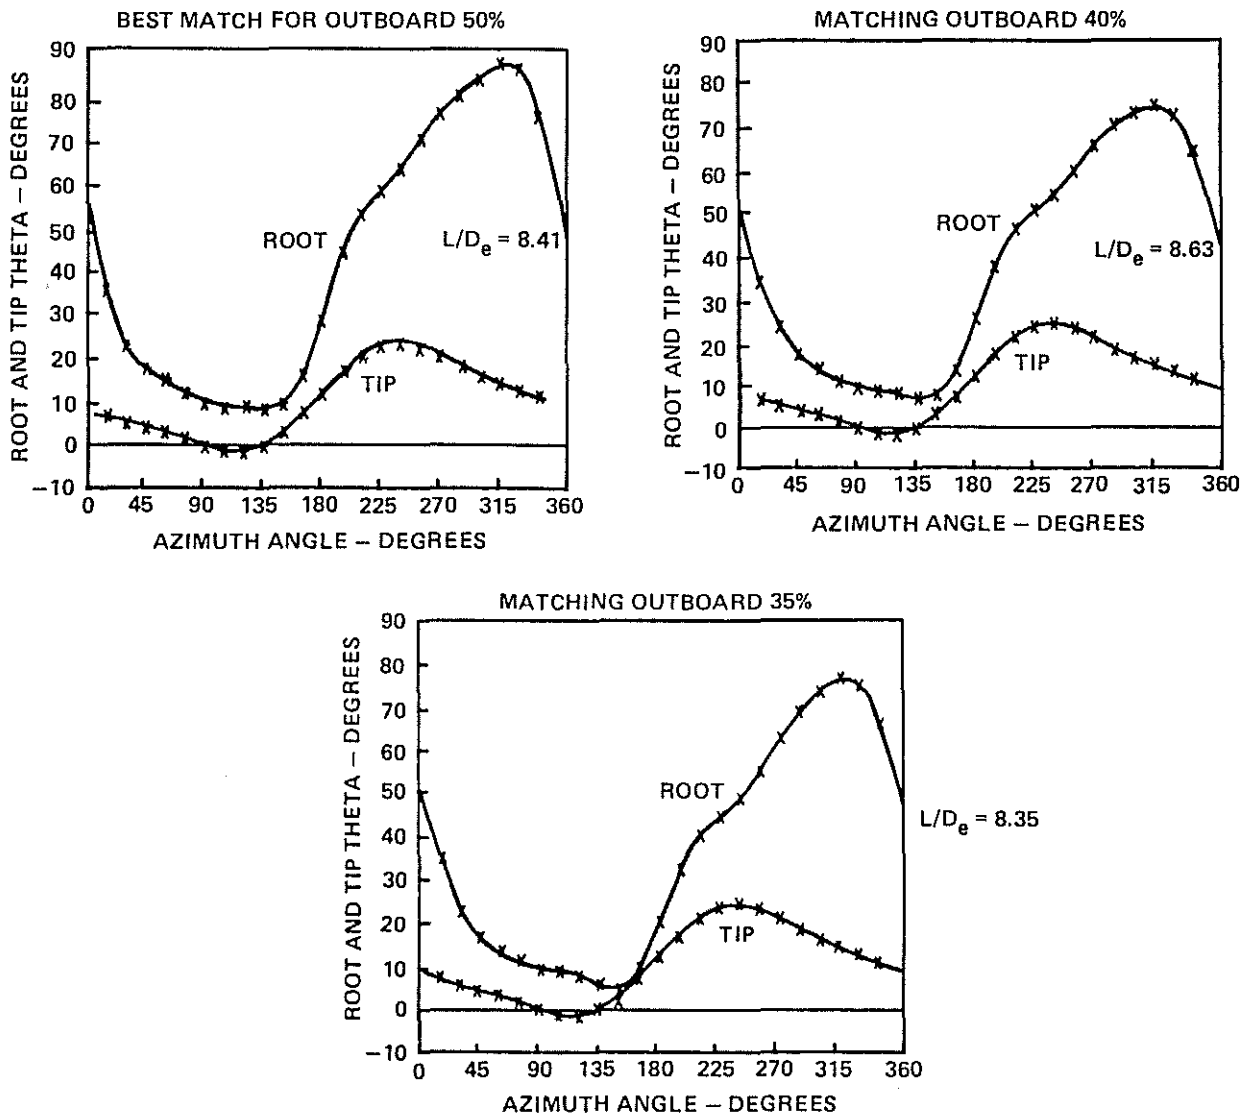 BEST MATCH FOR OUTBOARD 50%
ROOT AND TIP THETA – DEGREES
90
80
70
60
50
40
30
20
10
0
–10
ROOT
L/De = 8.41
TIP
0 45 90 135 180 225 270 315 360
AZIMUTH ANGLE – DEGREES
MATCHING OUTBOARD 40%
ROOT AND TIP THETA – DEGREES
90
80
70
60
50
40
30
20
10
0
–10
ROOT
L/De = 8.63
TIP
0 45 90 135 180 225 270 315 360
AZIMUTH ANGLE – DEGREES
MATCHING OUTBOARD 35%
ROOT AND TIP THETA – DEGREES
90
80
70
60
50
40
30
20
10
0
–10
ROOT
L/De = 8.35
TIP
0 45 90 135 180 225 270 315 360
AZIMUTH ANGLE – DEGREES